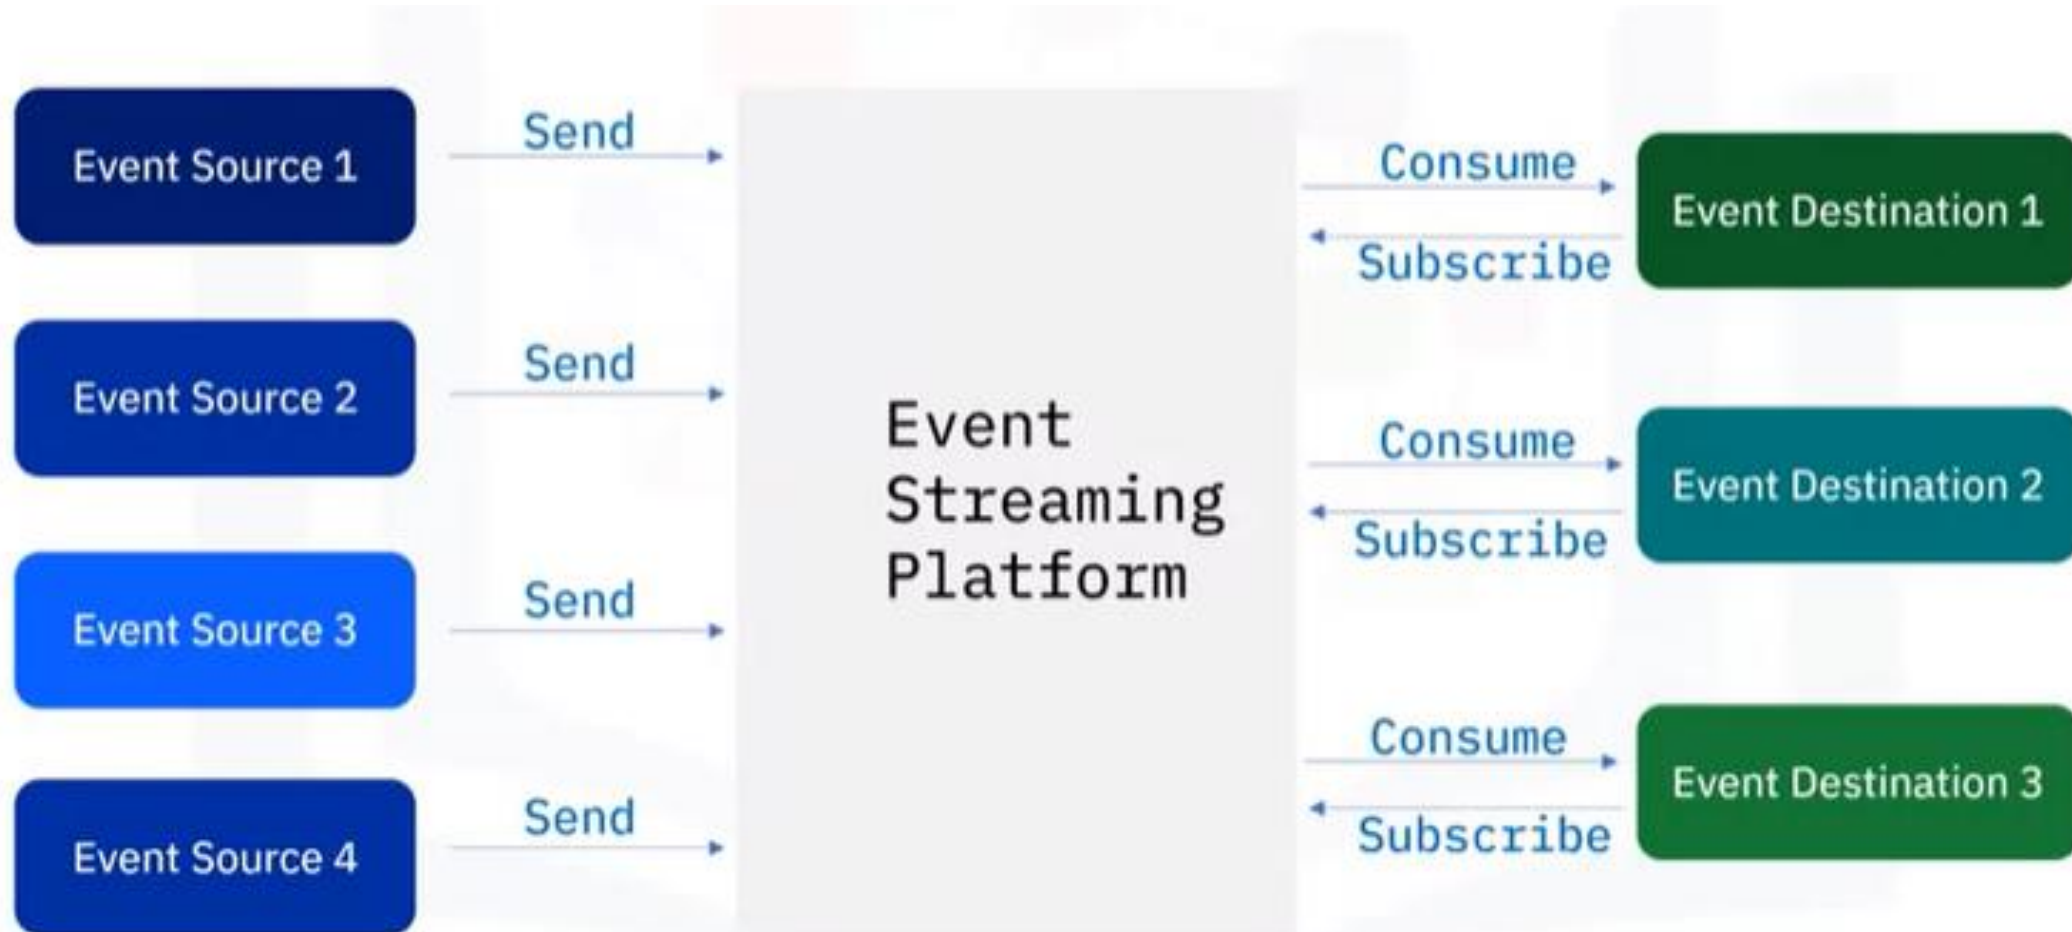 Event Source 1
Send
Event Source 2
Send
Event Source 3
Send
Event Source 4
Send
Event
Streaming
Platform
Consume
Subscribe
Event Destination 1
Consume
Subscribe
Event Destination 2
Consume
Subscribe
Event Destination 3